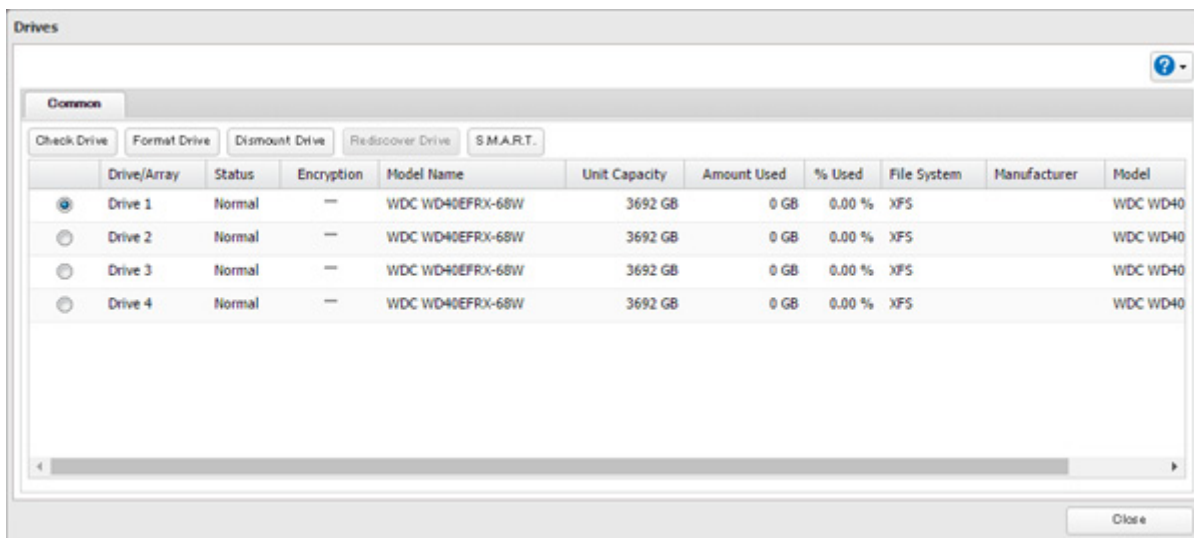 Drives
?
Common
Check Drive Format Drive Dismount Drive Rediscover Drive S.M.A.R.T.
Drive/Array Status Encryption Model Name Unit Capacity Amount Used % Used File System Manufacturer Model
Drive 1 Normal — WDC WD40EFRX-68W 3692 GB 0 GB 0.00 % XFS WDC WD40
Drive 2 Normal — WDC WD40EFRX-68W 3692 GB 0 GB 0.00 % XFS WDC WD40
Drive 3 Normal — WDC WD40EFRX-68W 3692 GB 0 GB 0.00 % XFS WDC WD40
Drive 4 Normal — WDC WD40EFRX-68W 3692 GB 0 GB 0.00 % XFS WDC WD40
Close